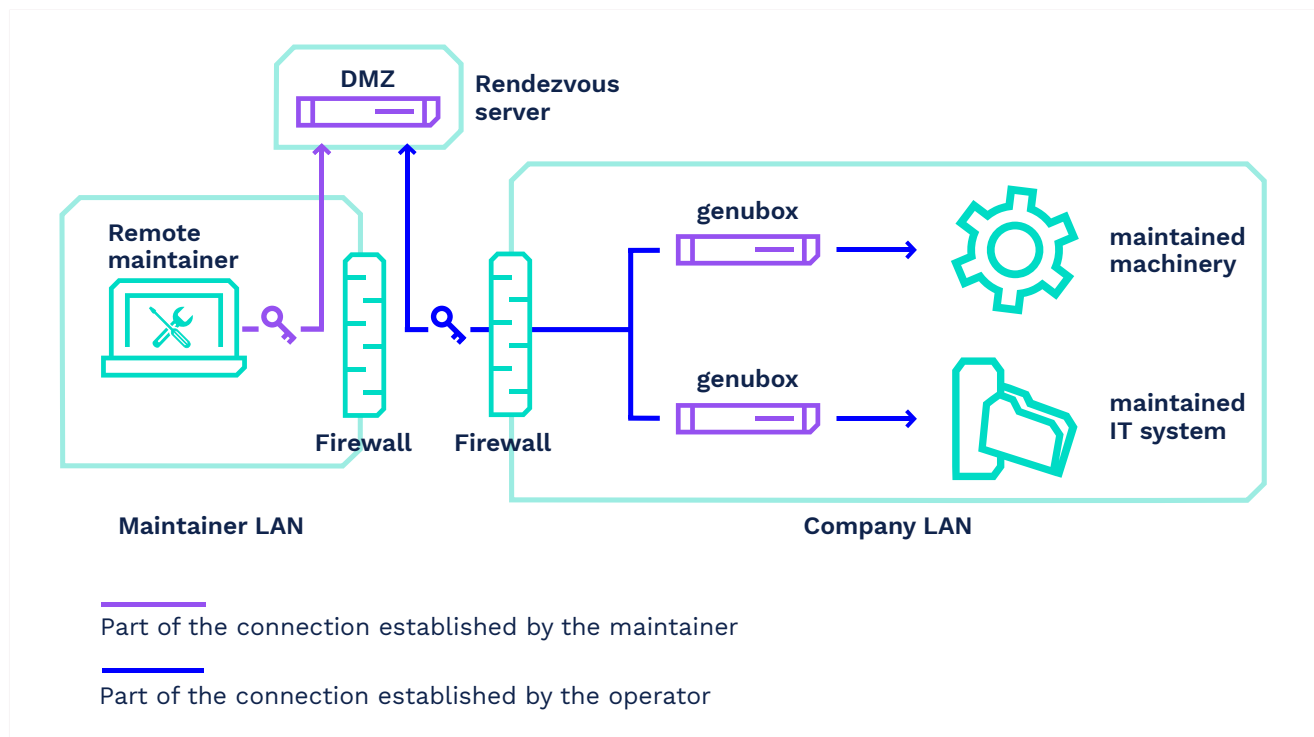 DMZ
Rendezvous
server
Remote
maintainer
genubox
maintained
machinery
genubox
maintained
IT system
Firewall
Firewall
Maintainer LAN
Company LAN
Part of the connection established by the maintainer
Part of the connection established by the operator